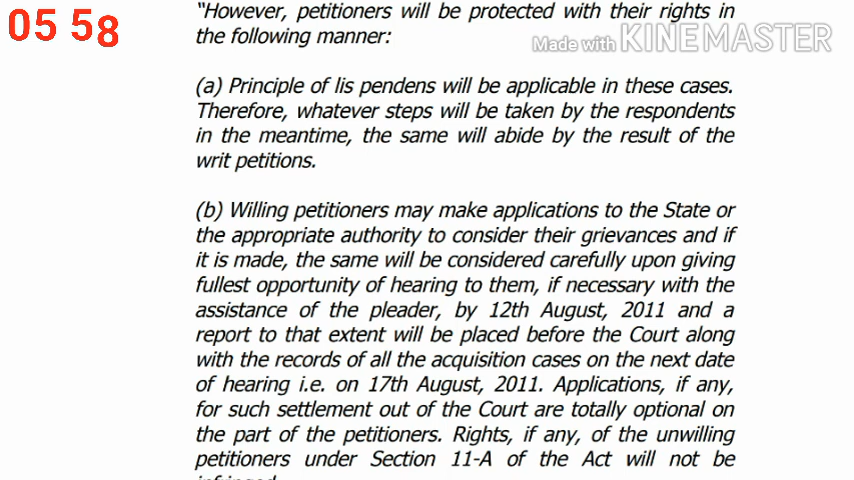 05 58
Made with KINEMASTER
“However, petitioners will be protected with their rights in
the following manner:
(a) Principle of lis pendens will be applicable in these cases.
Therefore, whatever steps will be taken by the respondents
in the meantime, the same will abide by the result of the
writ petitions.
(b) Willing petitioners may make applications to the State or
the appropriate authority to consider their grievances and if
it is made, the same will be considered carefully upon giving
fullest opportunity of hearing to them, if necessary with the
assistance of the pleader, by 12th August, 2011 and a
report to that extent will be placed before the Court along
with the records of all the acquisition cases on the next date
of hearing i.e. on 17th August, 2011. Applications, if any,
for such settlement out of the Court are totally optional on
the part of the petitioners. Rights, if any, of the unwilling
petitioners under Section 11-A of the Act will not be